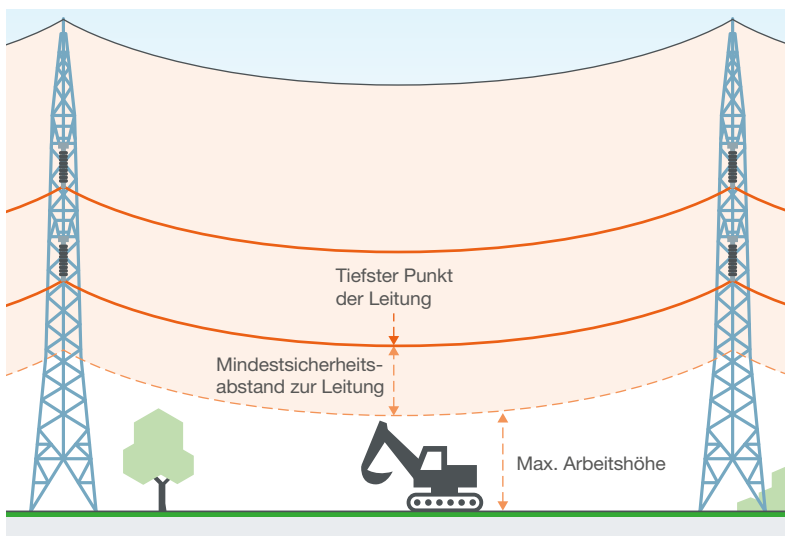 Tiefster Punkt
der Leitung
Mindestsicherheits-
abstand zur Leitung
Max. Arbeitshöhe